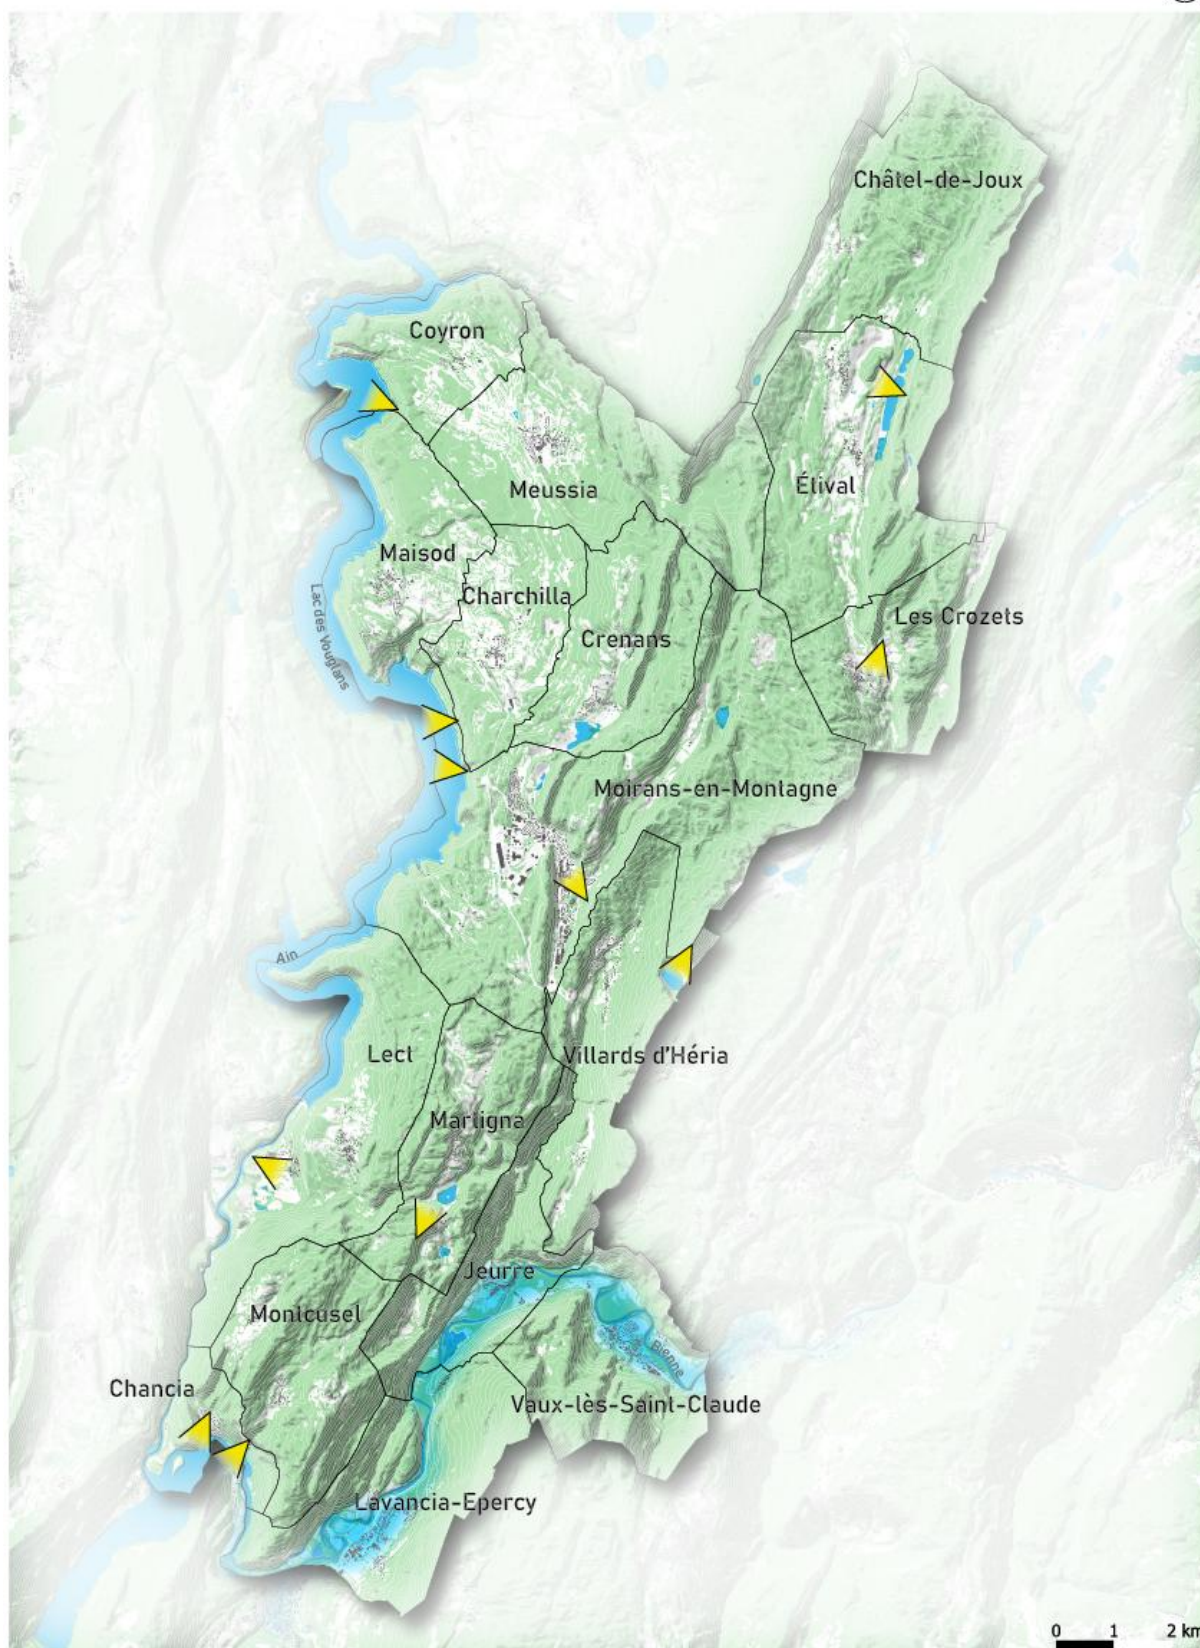 Châtel-de-Joux
Coyron
Meussia
Élival
Maisod
Charchilla
Lac des Vouglans
Les Crozets
Crenans
Moirans-en-Montagne
Ain
Lect
Villards d'Héria
Martigna
Jeurre
Montcusel
Bienne
Chancia
Vaux-lès-Saint-Claude
Lavancia-Epercy
0 1 2 km